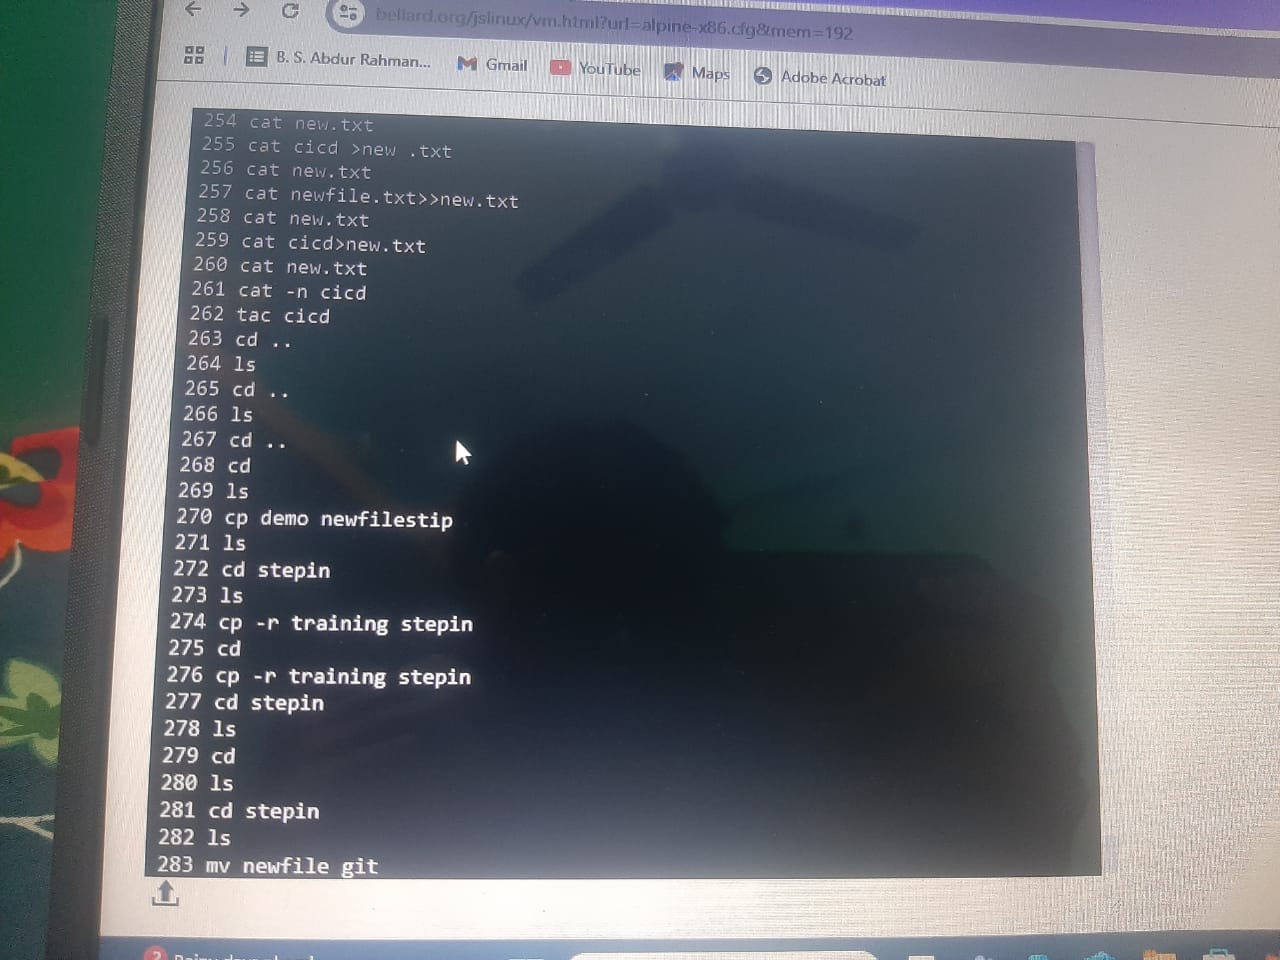 bellard.org/jslinux/vm.html?url=alpine-x86.cfg&mem=192
B. S. Abdur Rahman... Gmail YouTube Maps Adobe Acrobat
254 cat new.txt
255 cat cicd >new .txt
256 cat new.txt
257 cat newfile.txt>>new.txt
258 cat new.txt
259 cat cicd>new.txt
260 cat new.txt
261 cat -n cicd
262 tac cicd
263 cd ..
264 ls
265 cd ..
266 ls
267 cd ..
268 cd
269 ls
270 cp demo newfilestip
271 ls
272 cd stepin
273 ls
274 cp -r training stepin
275 cd
276 cp -r training stepin
277 cd stepin
278 ls
279 cd
280 ls
281 cd stepin
282 ls
283 mv newfile git
2